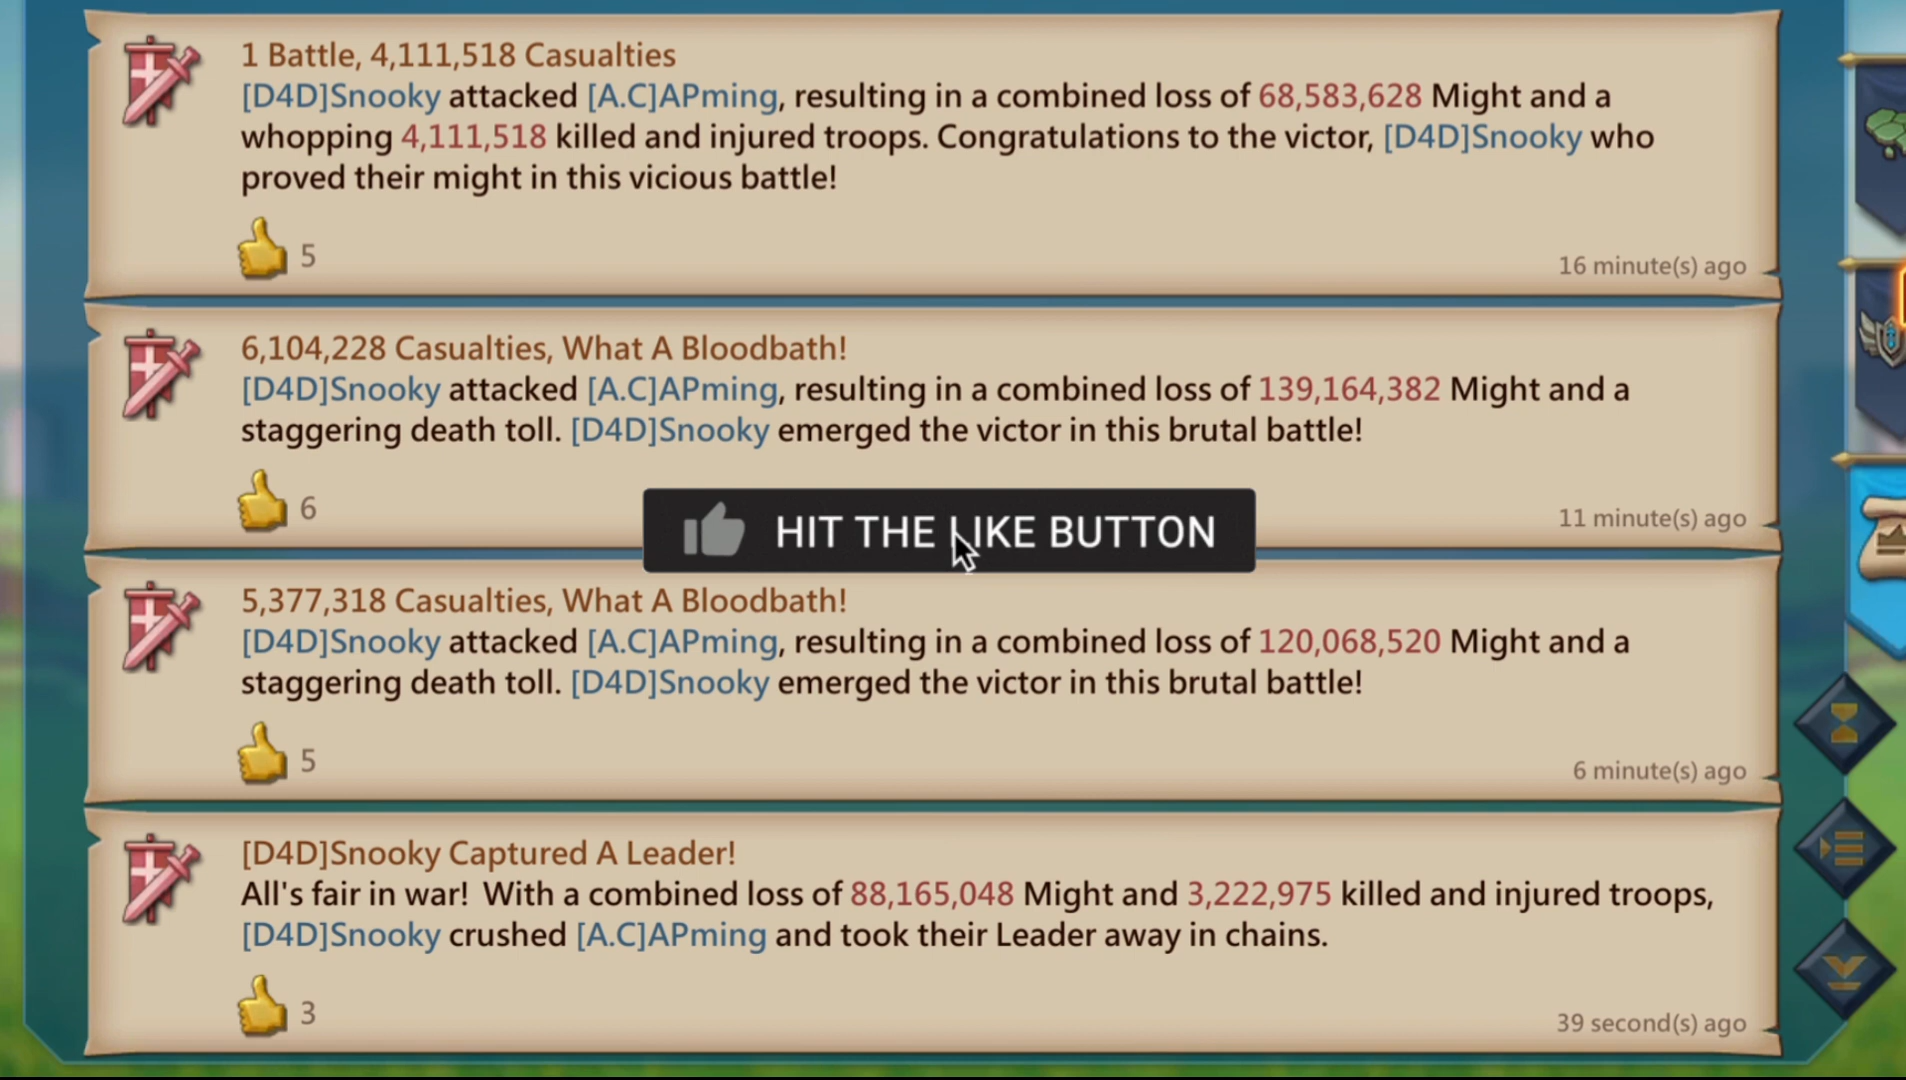 1 Battle, 4,111,518 Casualties
[D4D]Snooky attacked [A.C]APming, resulting in a combined loss of 68,583,628 Might and a
whopping 4,111,518 killed and injured troops. Congratulations to the victor, [D4D]Snooky who
proved their might in this vicious battle!
5
16 minute(s) ago
6,104,228 Casualties, What A Bloodbath!
[D4D]Snooky attacked [A.C]APming, resulting in a combined loss of 139,164,382 Might and a
staggering death toll. [D4D]Snooky emerged the victor in this brutal battle!
6
11 minute(s) ago
HIT THE LIKE BUTTON
5,377,318 Casualties, What A Bloodbath!
[D4D]Snooky attacked [A.C]APming, resulting in a combined loss of 120,068,520 Might and a
staggering death toll. [D4D]Snooky emerged the victor in this brutal battle!
5
6 minute(s) ago
[D4D]Snooky Captured A Leader!
All's fair in war! With a combined loss of 88,165,048 Might and 3,222,975 killed and injured troops,
[D4D]Snooky crushed [A.C]APming and took their Leader away in chains.
3
39 second(s) ago